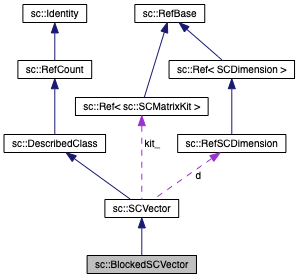 sc::Identity
sc::RefBase
sc::RefCount
sc::Ref< SCDimension >
sc::Ref< sc::SCMatrixKit >
sc::DescribedClass
kit_
sc::RefSCDimension
d
sc::SCVector
sc::BlockedSCVector